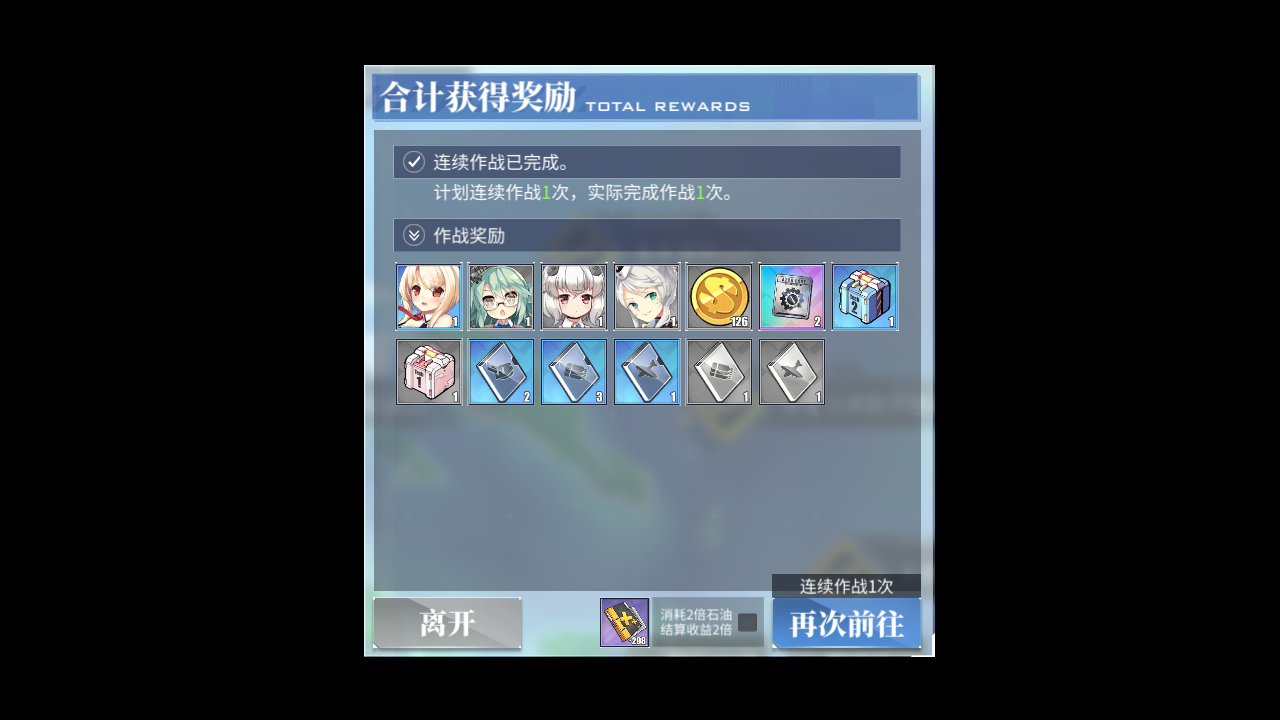 合计获得奖励 TOTAL REWARDS
连续作战已完成。
计划连续作战1次，实际完成作战1次。
作战奖励
1 1 1 1 126 2 1
1 2 3 1 1 1
连续作战1次
离开
298
消耗2倍石油
结算收益2倍
再次前往